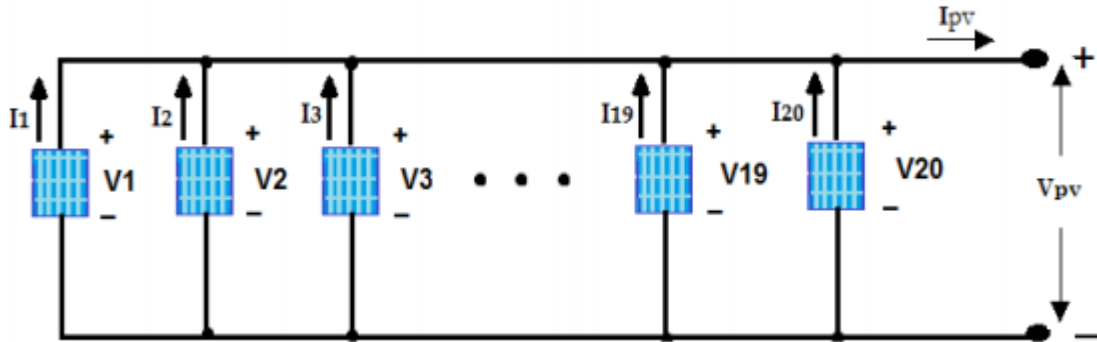 Ipv
+
I1
I2
I3
I19
I20
+
+
+
+
+
V1
V2
V3
V19
V20
Vpv
–
–
–
–
–
–